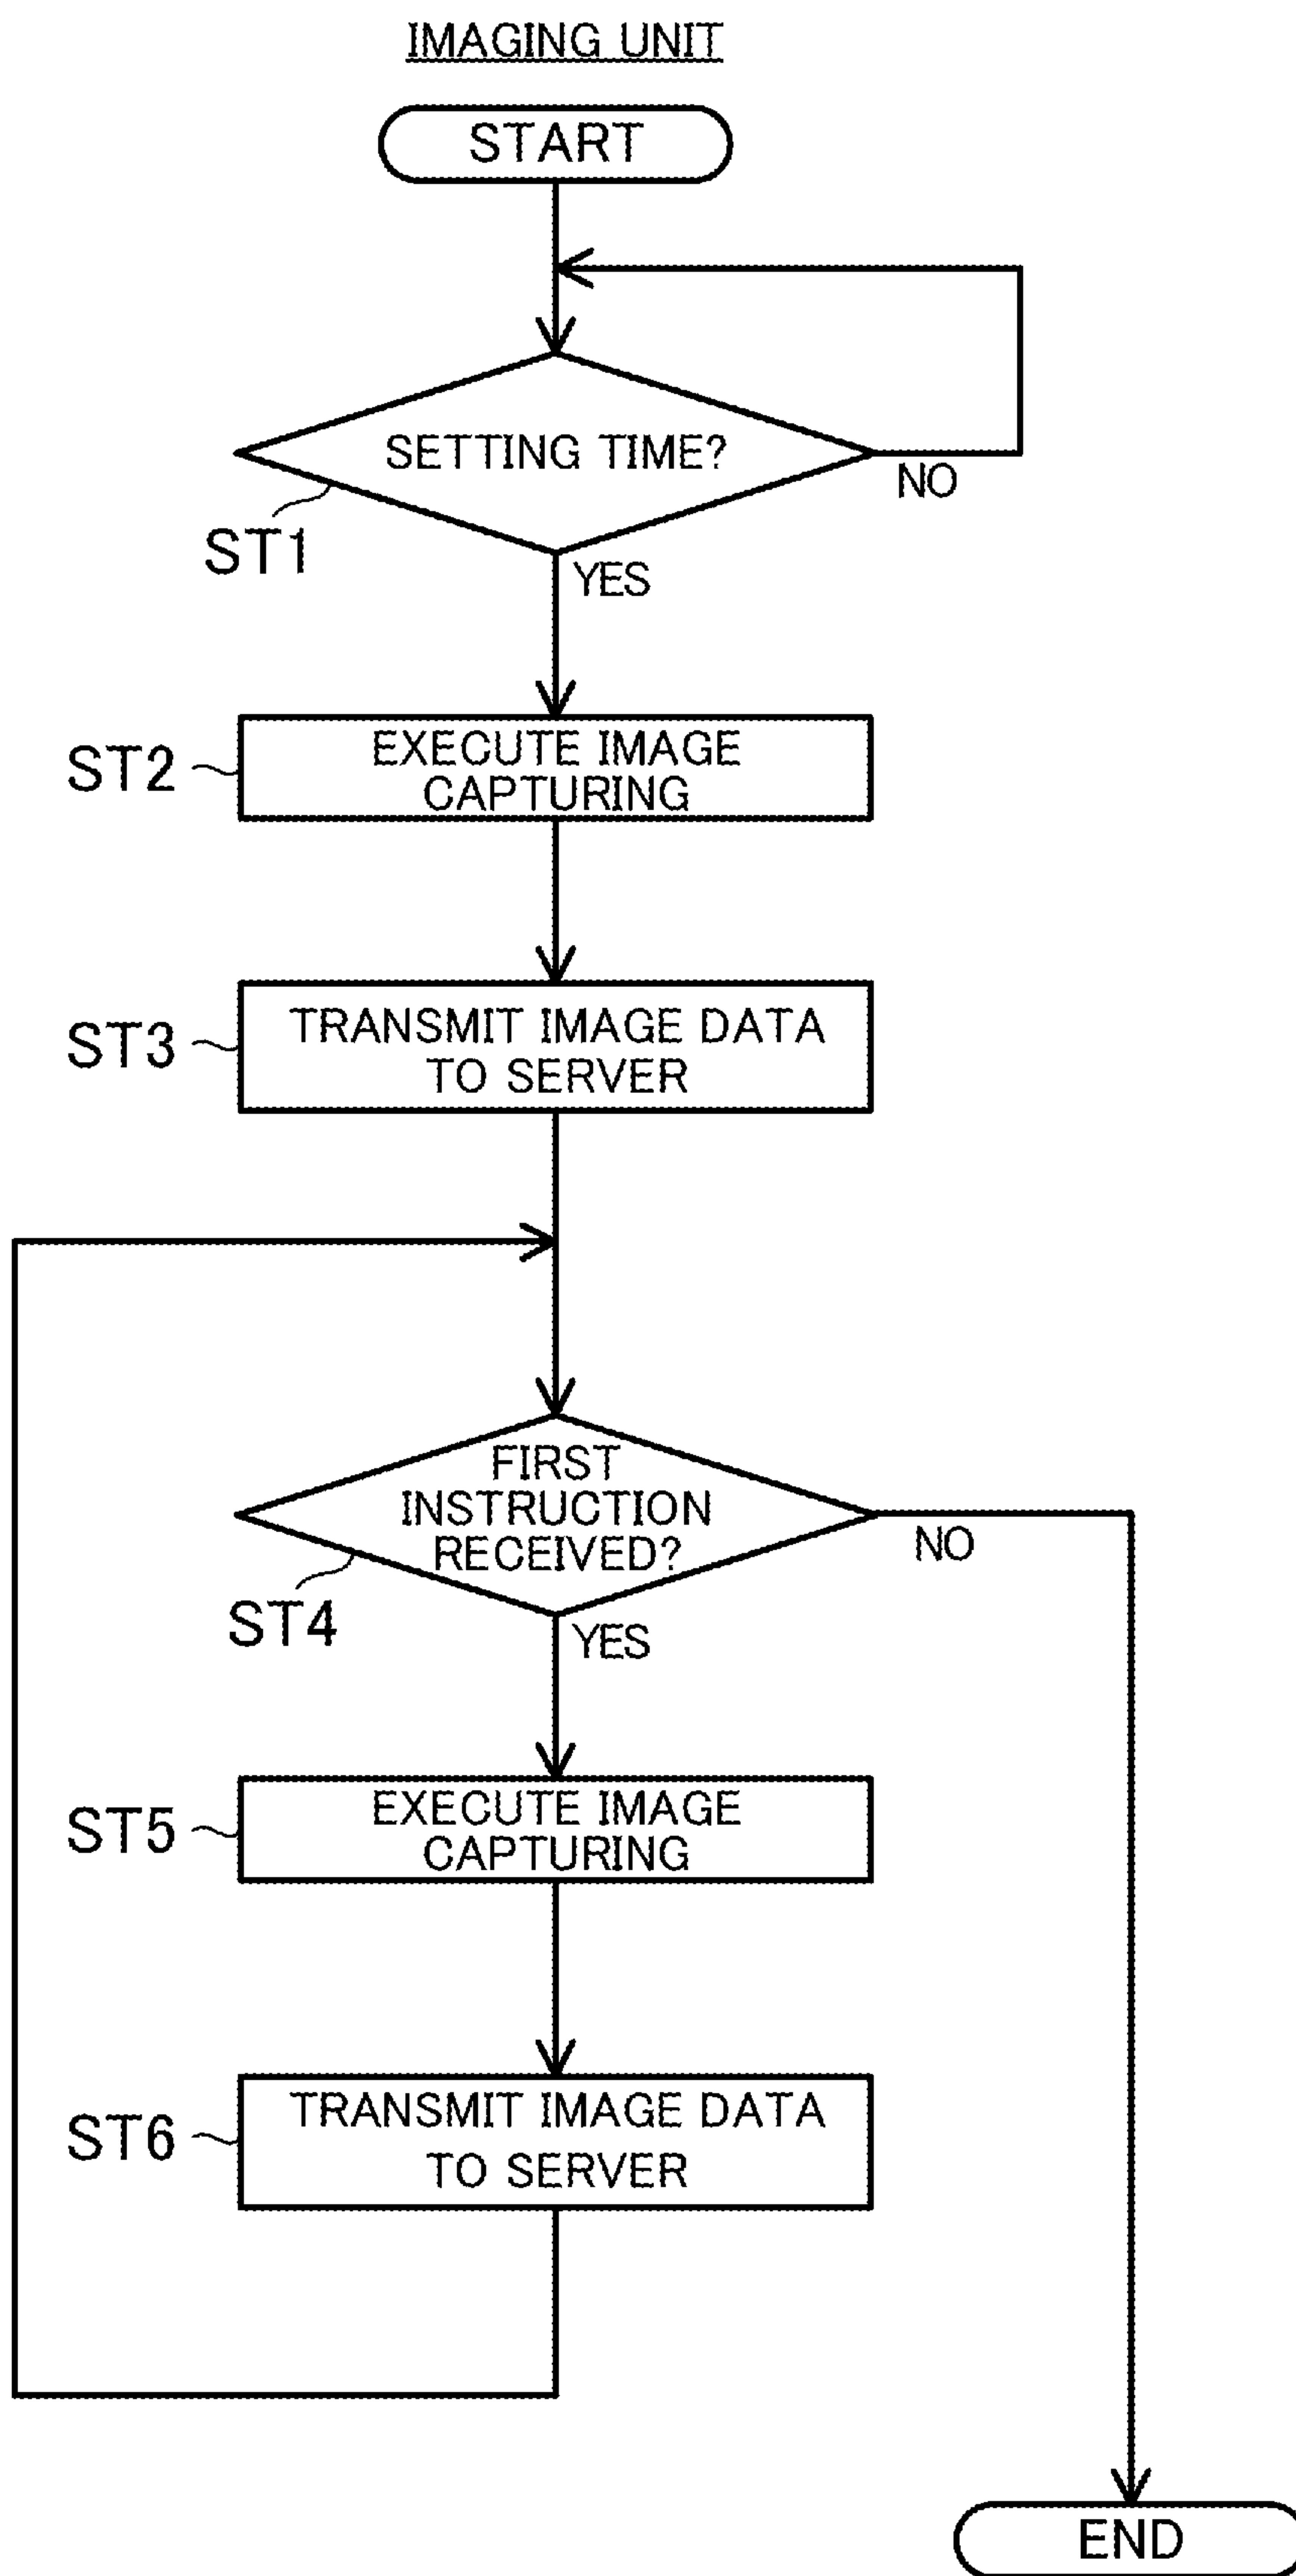 IMAGING UNIT
START
SETTING TIME?
NO
ST1
YES
ST2
EXECUTE IMAGE
CAPTURING
ST3
TRANSMIT IMAGE DATA
TO SERVER
FIRST
INSTRUCTION
RECEIVED?
NO
ST4
YES
ST5
EXECUTE IMAGE
CAPTURING
ST6
TRANSMIT IMAGE DATA
TO SERVER
END